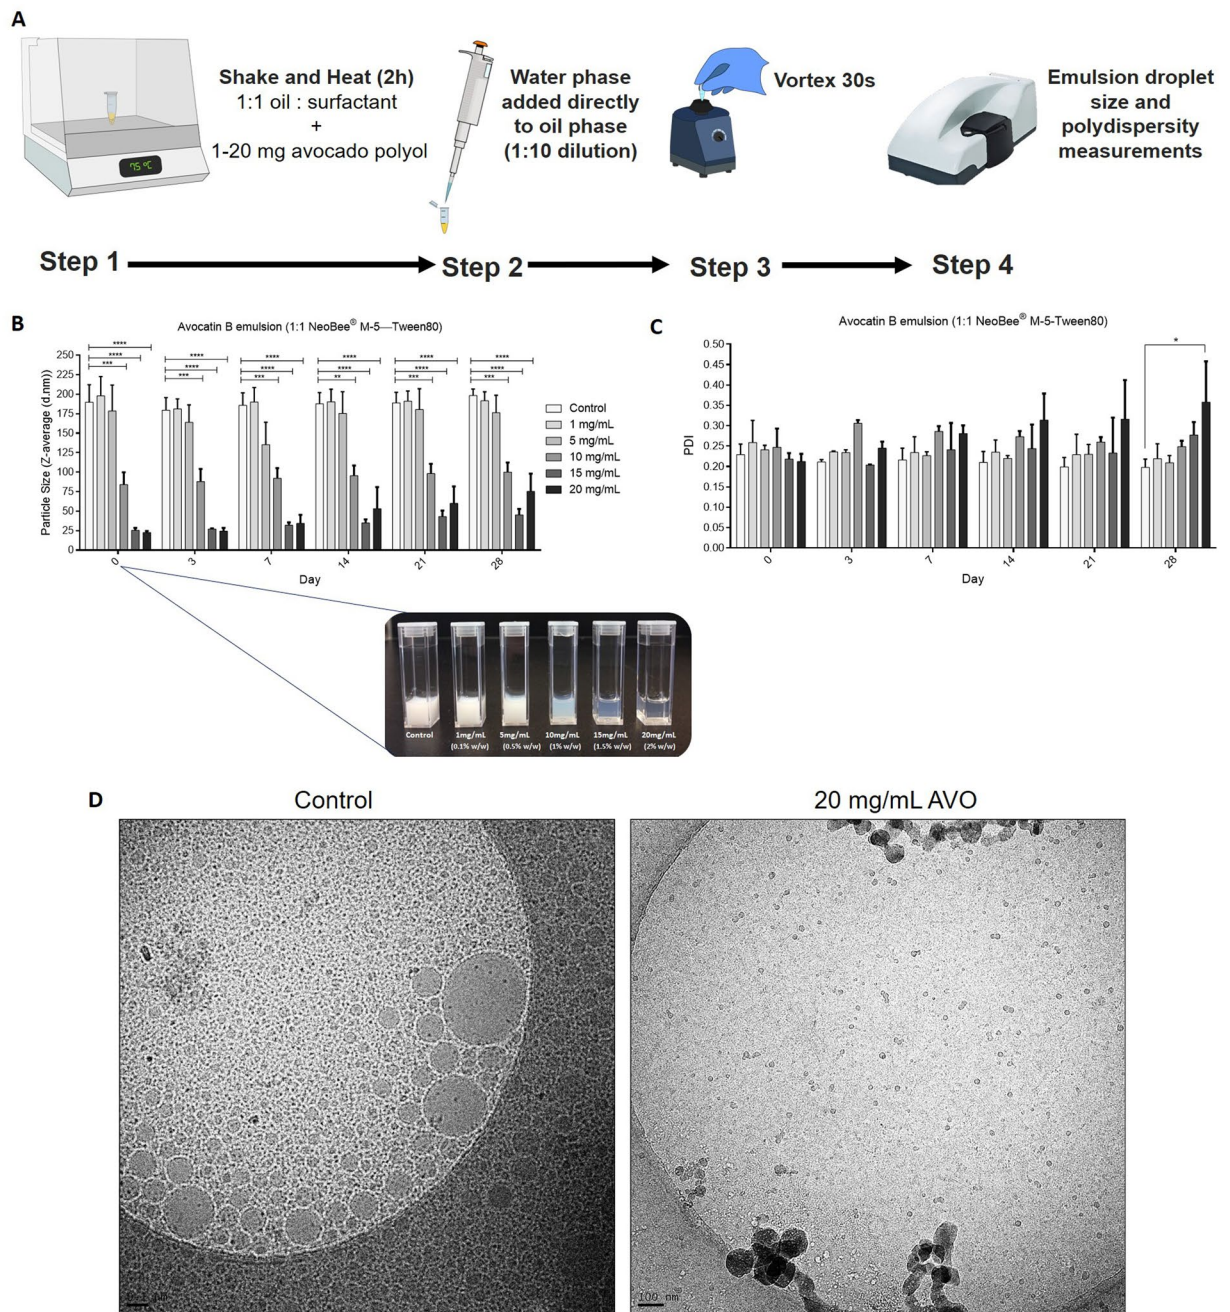 A
Shake and Heat (2h)
1:1 oil : surfactant
+
1-20 mg avocado polyol
75 °C
Water phase
added directly
to oil phase
(1:10 dilution)
Vortex 30s
Emulsion droplet
size and
polydispersity
measurements
Step 1
Step 2
Step 3
Step 4
B
Avocatin B emulsion (1:1 NeoBee® M-5—Tween80)
**** **** **** **** **** ****
**** **** **** **** **** ****
*** *** *** ** *** ***
Particle Size (Z-average (d.nm))
250
225
200
175
150
125
100
75
50
25
0
0 3 7 14 21 28
Day
Control
1 mg/mL
5 mg/mL
10 mg/mL
15 mg/mL
20 mg/mL
C
Avocatin B emulsion (1:1 NeoBee® M-5-Tween80)
*
PDI
0.50
0.45
0.40
0.35
0.30
0.25
0.20
0.15
0.10
0.05
0.00
0 3 7 14 21 28
Day
Control 1mg/mL 5mg/mL 10mg/mL 15mg/mL 20mg/mL
(0.1% w/w) (0.5% w/w) (1% w/w) (1.5% w/w) (2% w/w)
D
Control
20 mg/mL AVO
100 nm